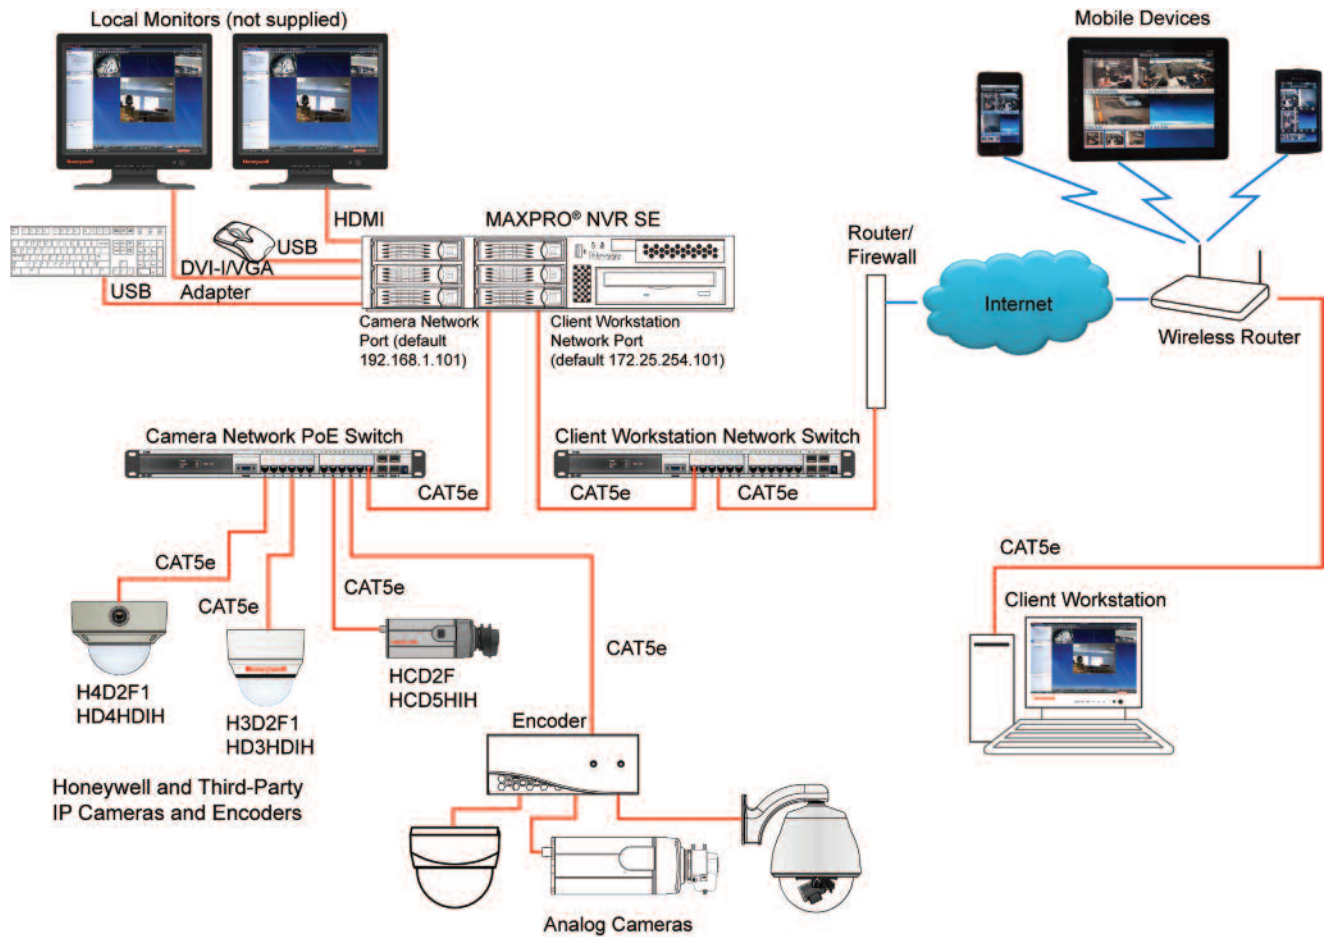 Local Monitors (not supplied)
Mobile Devices
Honeywell
Honeywell
HDMI
MAXPRO® NVR SE
USB
DVI-I/VGA
Adapter
USB
Router/
Firewall
Internet
Wireless Router
Camera Network
Port (default
192.168.1.101)
Client Workstation
Network Port
(default 172.25.254.101)
Camera Network PoE Switch
Client Workstation Network Switch
CAT5e
CAT5e
CAT5e
CAT5e
CAT5e
CAT5e
CAT5e
CAT5e
Client Workstation
H4D2F1
HD4HDIH
Honeywell
H3D2F1
HD3HDIH
HCD2F
HCD5HIH
Encoder
Honeywell and Third-Party
IP Cameras and Encoders
Analog Cameras